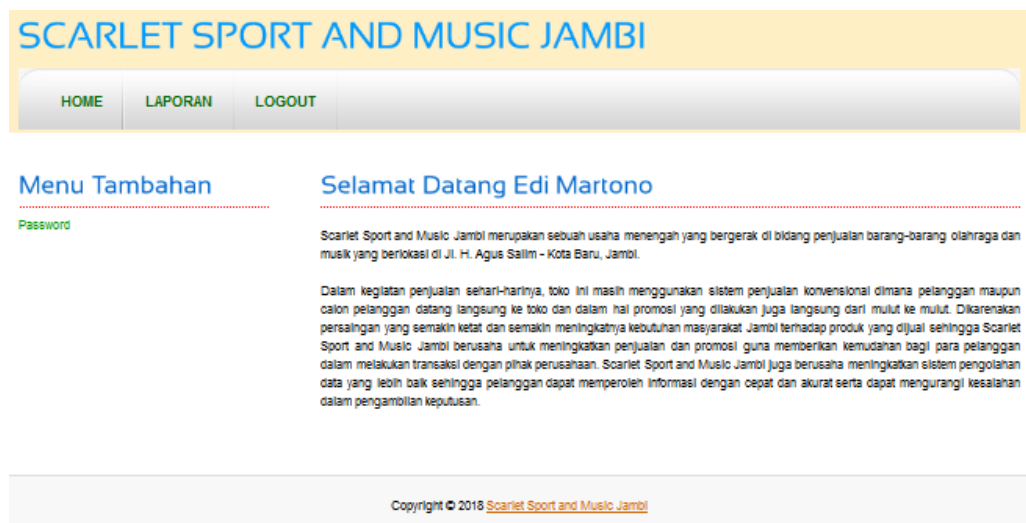 SCARLET SPORT AND MUSIC JAMBI
HOME LAPORAN LOGOUT
Menu Tambahan
Password
Selamat Datang Edi Martono
Scarlet Sport and Music Jambi merupakan sebuah usaha menengah yang bergerak di bidang penjualan barang-barang olahraga dan
musik yang berlokasi di Jl. H. Agus Salim - Kota Baru, Jambi.
Dalam kegiatan penjualan sehari-harinya, toko ini masih menggunakan sistem penjualan konvensional dimana pelanggan maupun
calon pelanggan datang langsung ke toko dan dalam hal promosi yang dilakukan juga langsung dari mulut ke mulut. Dikarenakan
persaingan yang semakin ketat dan semakin meningkatnya kebutuhan masyarakat Jambi terhadap produk yang dijual sehingga Scarlet
Sport and Music Jambi berusaha untuk meningkatkan penjualan dan promosi guna memberikan kemudahan bagi para pelanggan
dalam melakukan transaksi dengan pihak perusahaan. Scarlet Sport and Music Jambi juga berusaha meningkatkan sistem pengolahan
data yang lebih baik sehingga pelanggan dapat memperoleh informasi dengan cepat dan akurat serta dapat mengurangi kesalahan
dalam pengambilan keputusan.
Copyright © 2018 Scarlet Sport and Music Jambi